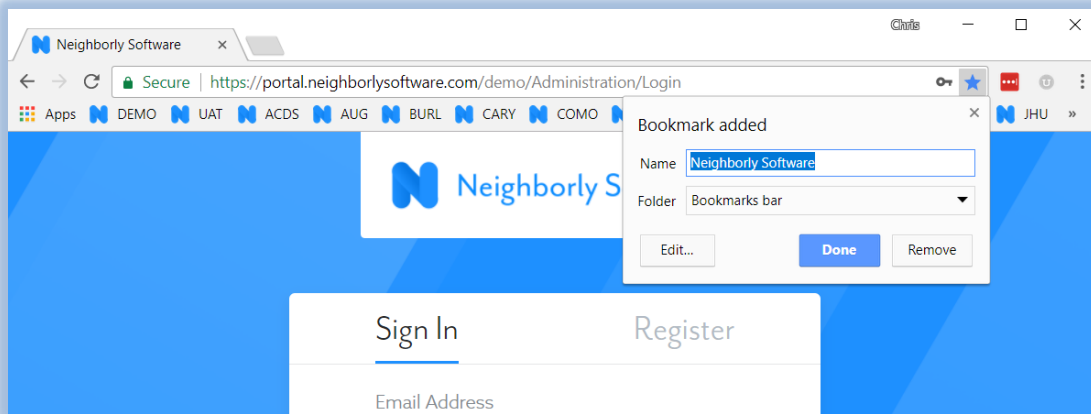 Chris
Neighborly Software
Secure https://portal.neighborlysoftware.com/demo/Administration/Login
Apps DEMO UAT ACDS AUG BURL CARY COMO JHU »
Bookmark added
Name Neighborly Software
Folder Bookmarks bar
Edit... Done Remove
Neighborly S
Sign In Register
Email Address